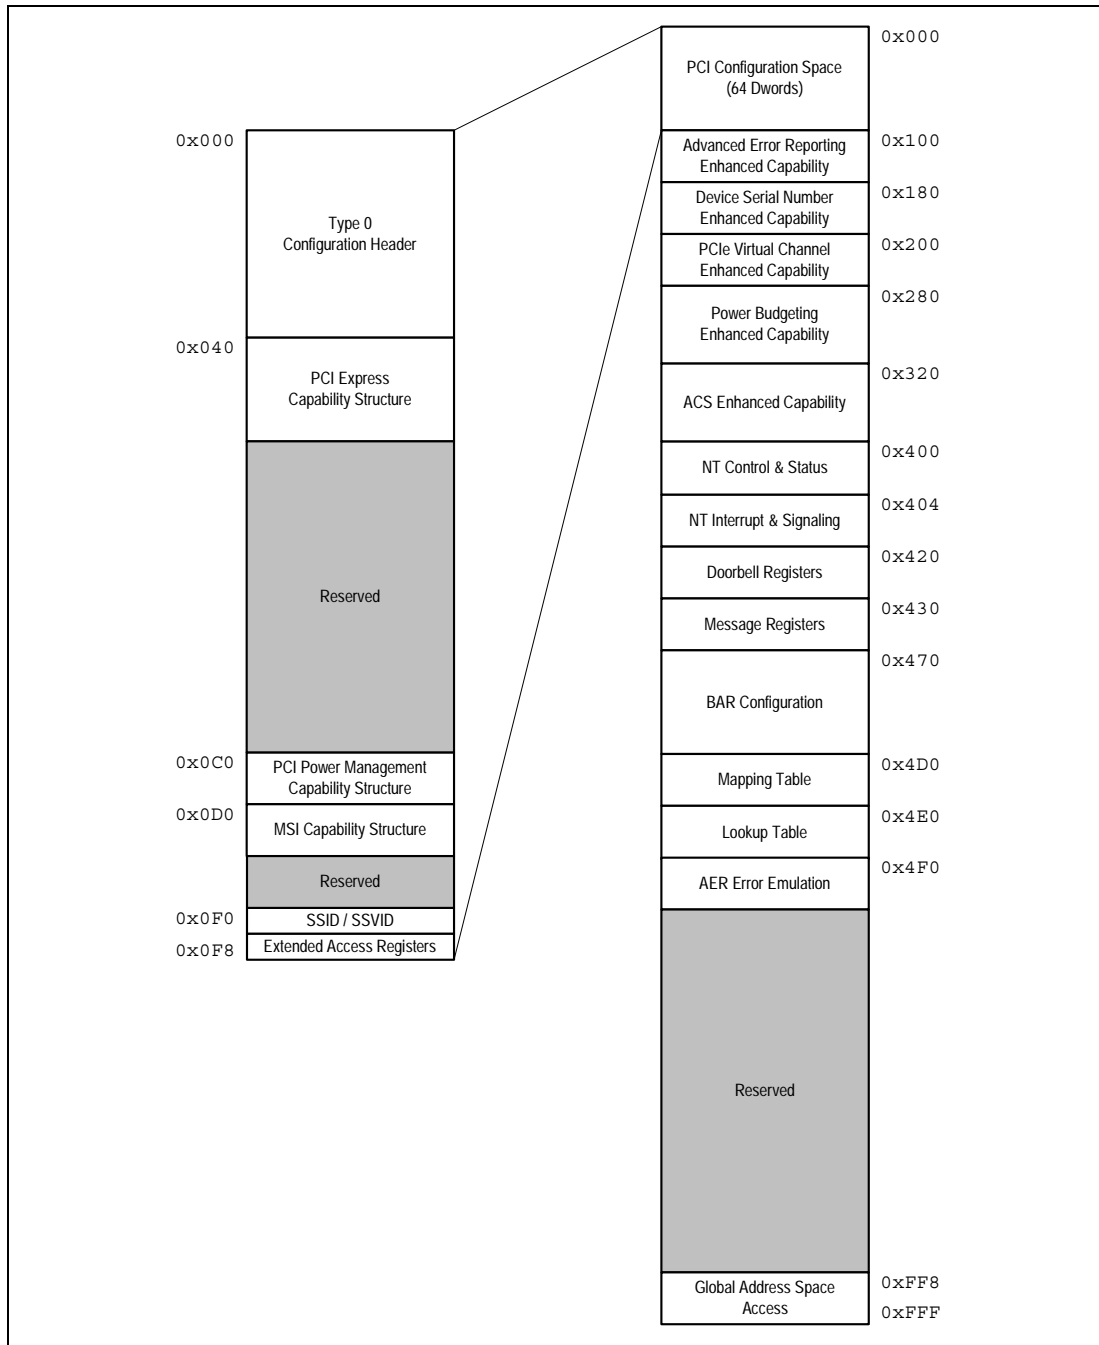 0x000
Type 0
Configuration Header
0x040
PCI Express
Capability Structure
Reserved
0x0C0
PCI Power Management
Capability Structure
0x0D0
MSI Capability Structure
Reserved
0x0F0
SSID / SSVID
0x0F8
Extended Access Registers
0x000
PCI Configuration Space
(64 Dwords)
0x100
Advanced Error Reporting
Enhanced Capability
0x180
Device Serial Number
Enhanced Capability
0x200
PCIe Virtual Channel
Enhanced Capability
0x280
Power Budgeting
Enhanced Capability
0x320
ACS Enhanced Capability
0x400
NT Control & Status
0x404
NT Interrupt & Signaling
0x420
Doorbell Registers
0x430
Message Registers
0x470
BAR Configuration
0x4D0
Mapping Table
0x4E0
Lookup Table
0x4F0
AER Error Emulation
Reserved
0xFF8
Global Address Space
Access
0xFFF